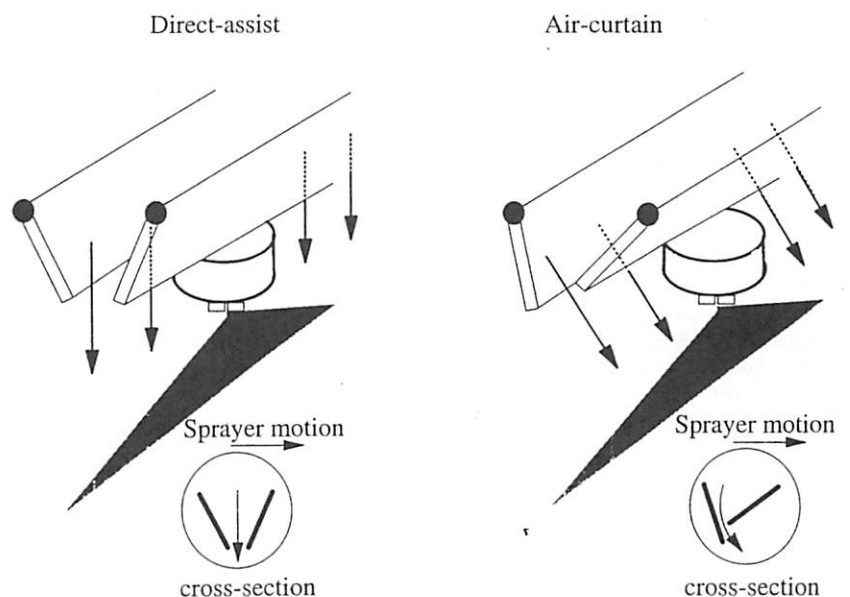 Direct-assist
Air-curtain
Sprayer motion
cross-section
Sprayer motion
cross-section